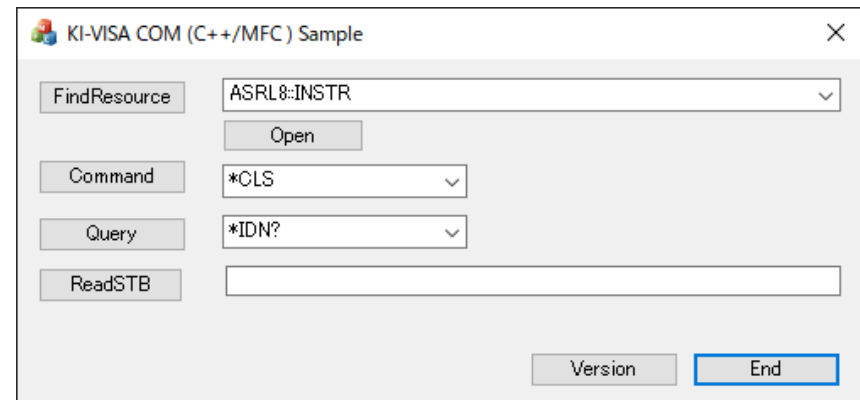 KI-VISA COM (C++/MFC ) Sample
FindResource ASRL8::INSTR
Open
Command *CLS
Query *IDN?
ReadSTB
Version End